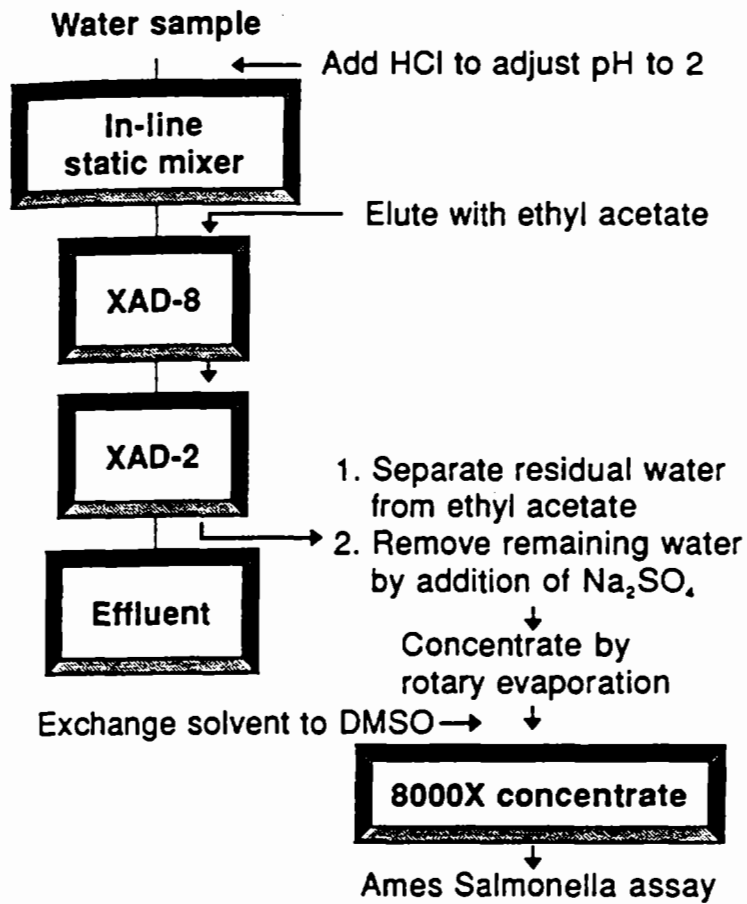 Water sample
Add HCl to adjust pH to 2
In-line
static mixer
Elute with ethyl acetate
XAD-8
XAD-2
1. Separate residual water
from ethyl acetate
2. Remove remaining water
by addition of Na₂SO₄
Effluent
Concentrate by
rotary evaporation
Exchange solvent to DMSO
8000X concentrate
Ames Salmonella assay